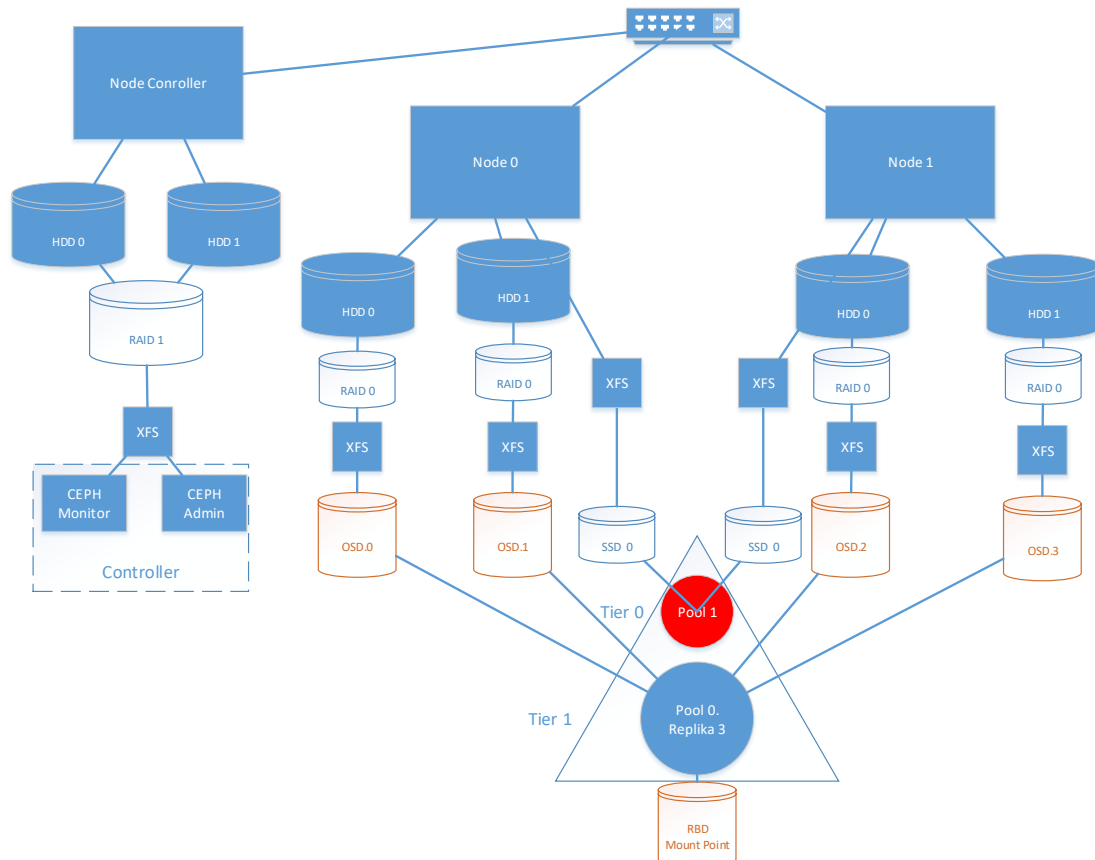 Node Conroller
Node 0
Node 1
HDD 0
HDD 1
HDD 0
HDD 1
HDD 0
HDD 1
RAID 1
RAID 0
RAID 0
RAID 0
RAID 0
XFS
XFS
XFS
XFS
XFS
XFS
XFS
CEPH
Monitor
CEPH
Admin
Controller
OSD.0
OSD.1
SSD 0
SSD 0
OSD.2
OSD.3
Tier 0
Pool 1
Tier 1
Pool 0.
Replika 3
RBD
Mount Point